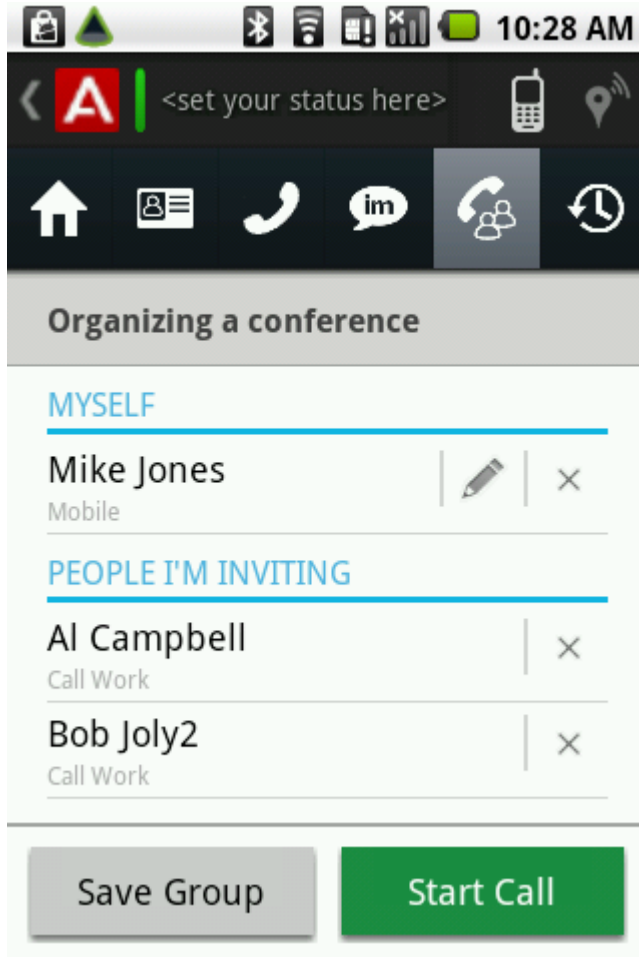 10:28 AM
A <set your status here>
im
Organizing a conference
MYSELF
Mike Jones
Mobile
PEOPLE I'M INVITING
Al Campbell
Call Work
Bob Joly2
Call Work
Save Group Start Call